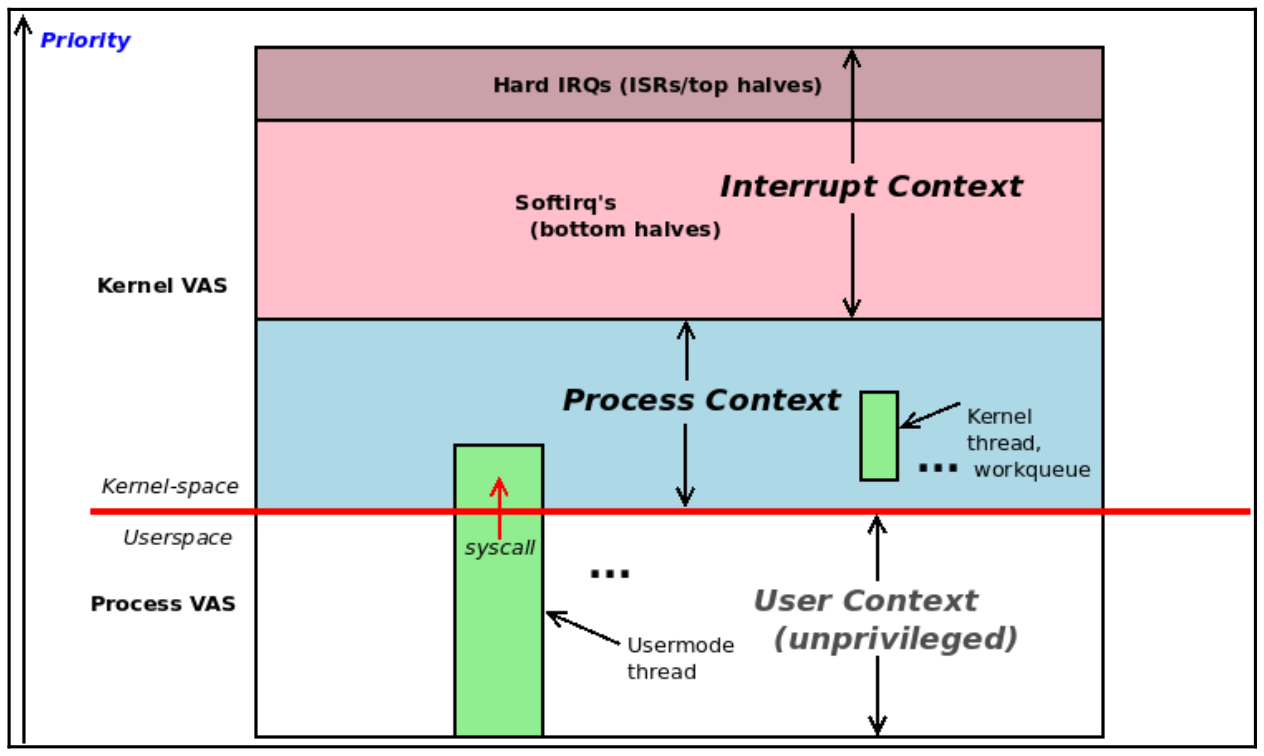 Priority
Hard IRQs (ISRs/top halves)
Interrupt Context
Softirq's
(bottom halves)
Kernel VAS
Process Context
Kernel
thread,
... workqueue
Kernel-space
Userspace
syscall
...
Process VAS
User Context
(unprivileged)
Usermode
thread